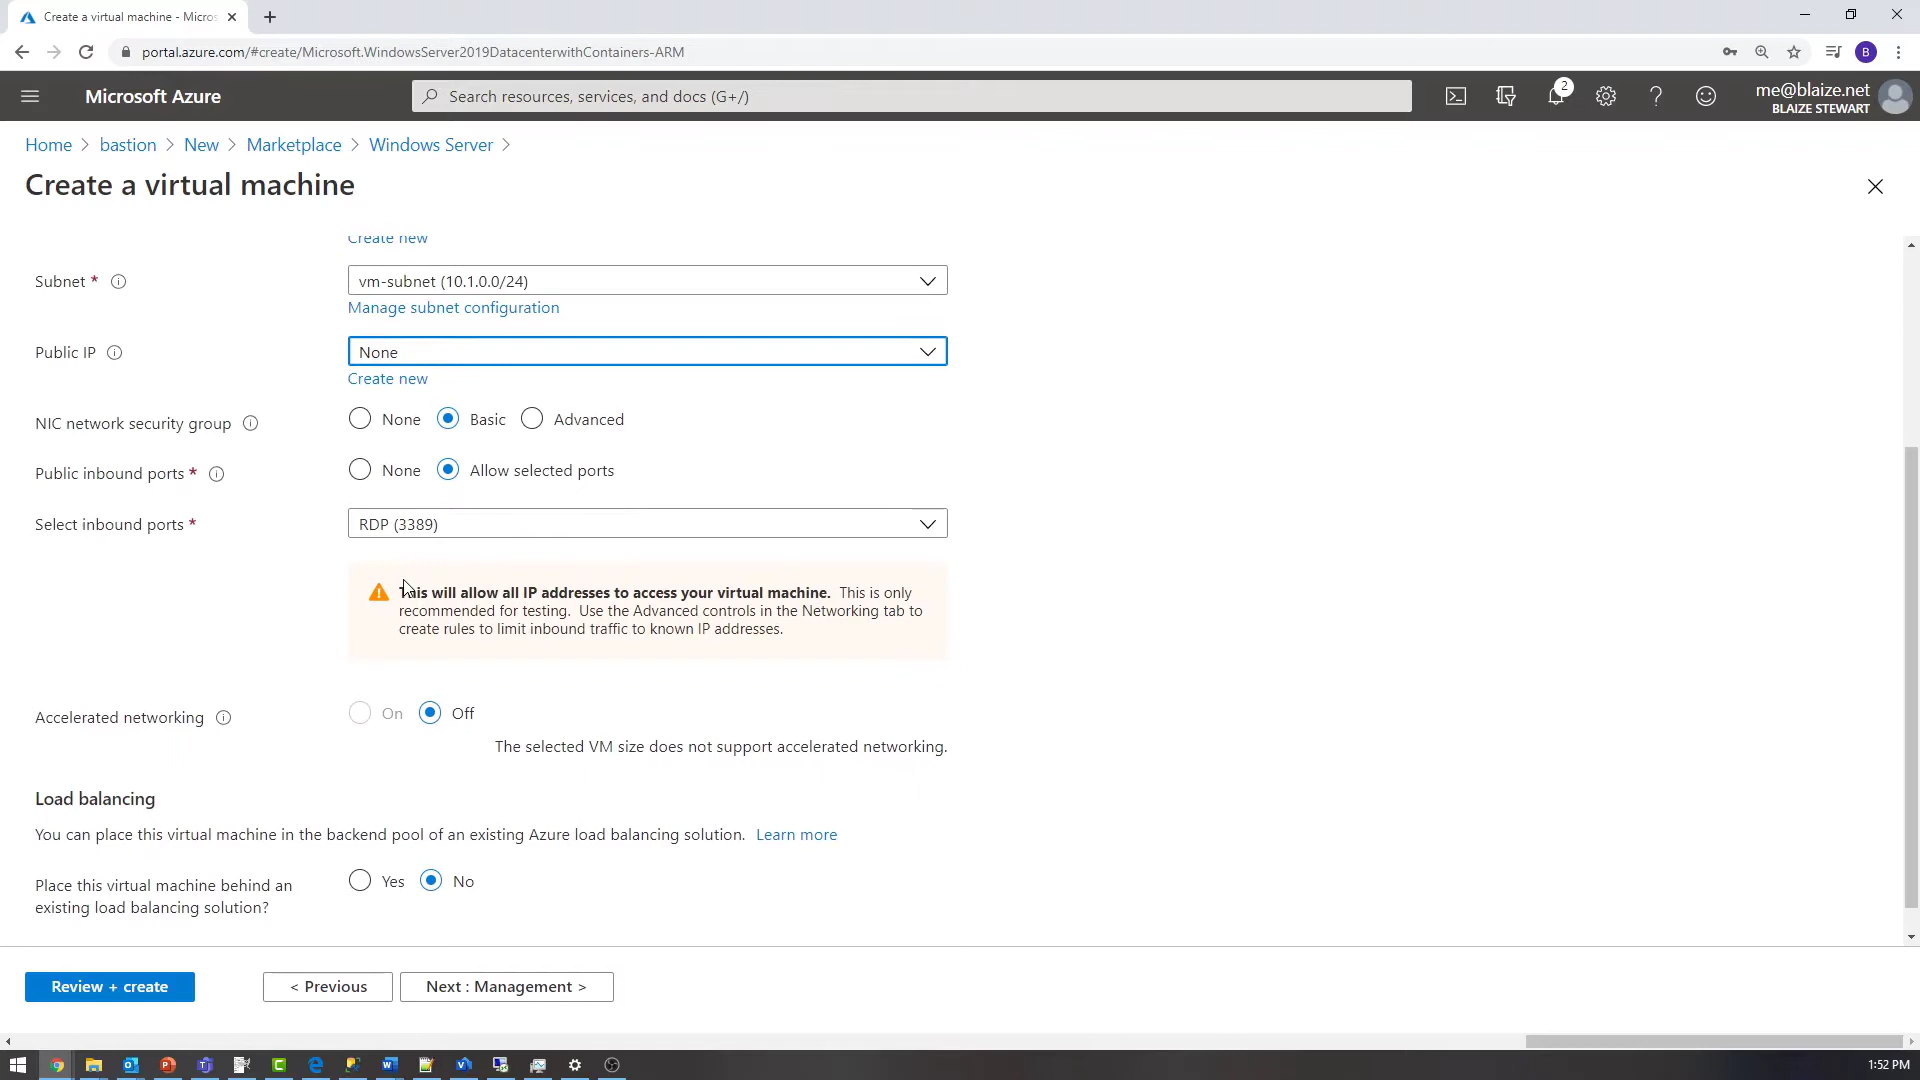 Create a virtual machine - Micros
portal.azure.com/#create/Microsoft.WindowsServer2019DatacenterwithContainers-ARM
B
Microsoft Azure
Search resources, services, and docs (G+/)
2
me@blaize.net
BLAIZE STEWART
Home > bastion > New > Marketplace > Windows Server >
Create a virtual machine
Create new
Subnet *
vm-subnet (10.1.0.0/24)
Manage subnet configuration
Public IP
None
Create new
NIC network security group
None Basic Advanced
Public inbound ports *
None Allow selected ports
Select inbound ports *
RDP (3389)
This will allow all IP addresses to access your virtual machine. This is only
recommended for testing. Use the Advanced controls in the Networking tab to
create rules to limit inbound traffic to known IP addresses.
Accelerated networking
On Off
The selected VM size does not support accelerated networking.
Load balancing
You can place this virtual machine in the backend pool of an existing Azure load balancing solution. Learn more
Place this virtual machine behind an
existing load balancing solution?
Yes No
Review + create
< Previous
Next : Management >
1:52 PM